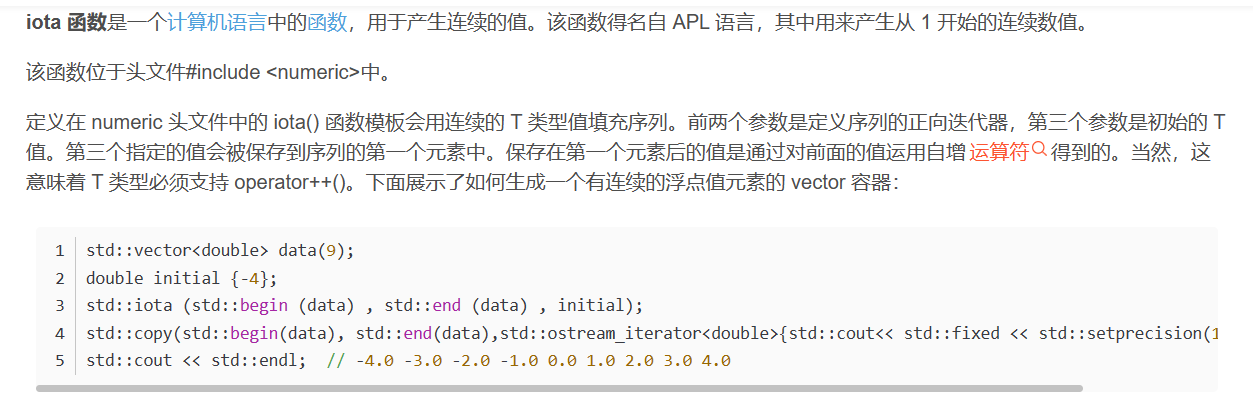 iota 函数是一个计算机语言中的函数，用于产生连续的值。该函数得名自 APL 语言，其中用来产生从 1 开始的连续数值。
该函数位于头文件#include <numeric>中。
定义在 numeric 头文件中的 iota() 函数模板会用连续的 T 类型值填充序列。前两个参数是定义序列的正向迭代器，第三个参数是初始的 T
值。第三个指定的值会被保存到序列的第一个元素中。保存在第一个元素后的值是通过对前面的值运用自增 运算符 得到的。当然，这
意味着 T 类型必须支持 operator++()。下面展示了如何生成一个有连续的浮点值元素的 vector 容器：
1 std::vector<double> data(9);
2 double initial {-4};
3 std::iota (std::begin (data) , std::end (data) , initial);
4 std::copy(std::begin(data), std::end(data),std::ostream_iterator<double>{std::cout<< std::fixed << std::setprecision(1
5 std::cout << std::endl;  // -4.0 -3.0 -2.0 -1.0 0.0 1.0 2.0 3.0 4.0